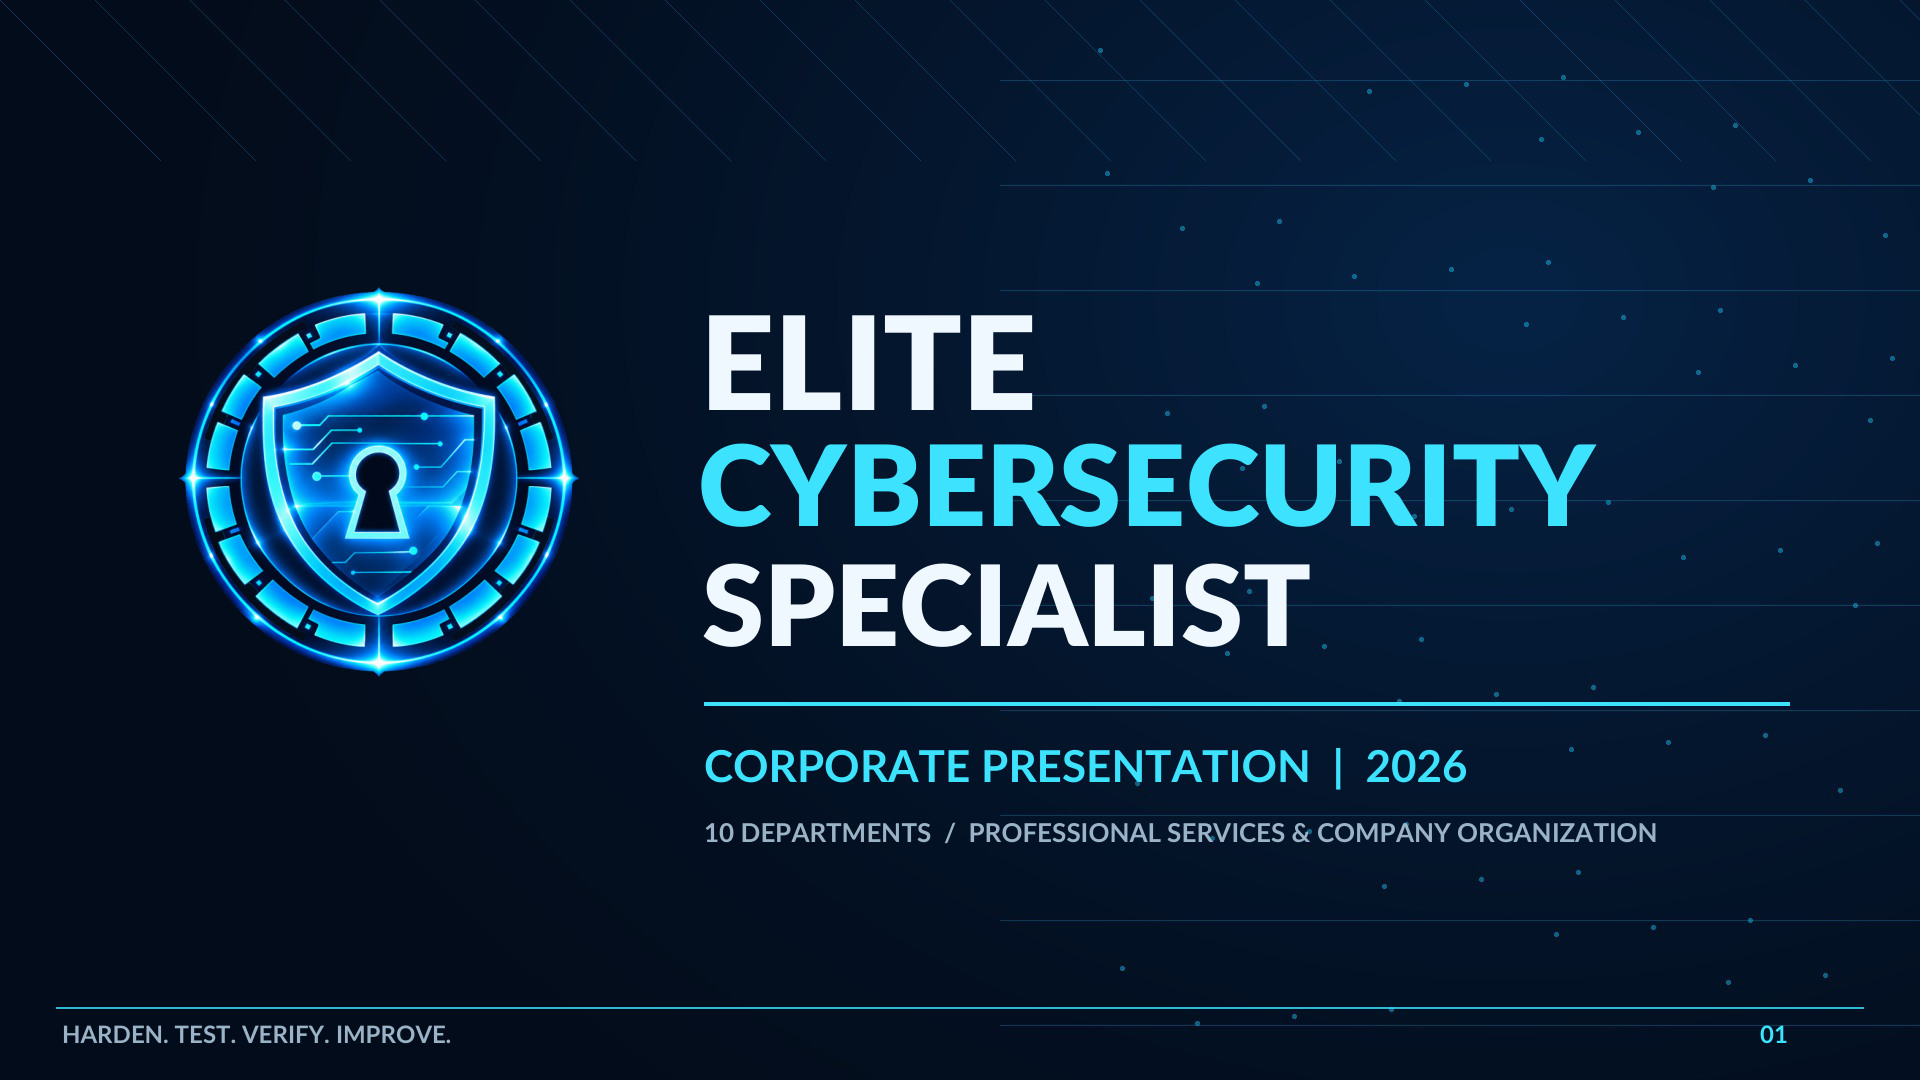 ELITE
CYBERSECURITY
SPECIALIST
CORPORATE PRESENTATION | 2026
10 DEPARTMENTS / PROFESSIONAL SERVICES & COMPANY ORGANIZATION
HARDEN. TEST. VERIFY. IMPROVE.
01